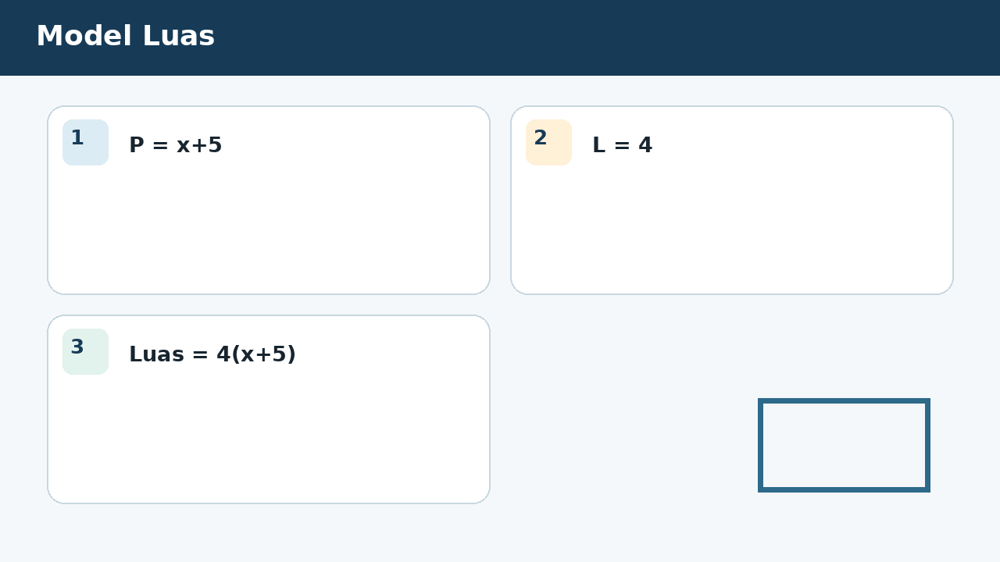 Model Luas
1
P = x+5
2
L = 4
3
Luas = 4(x+5)